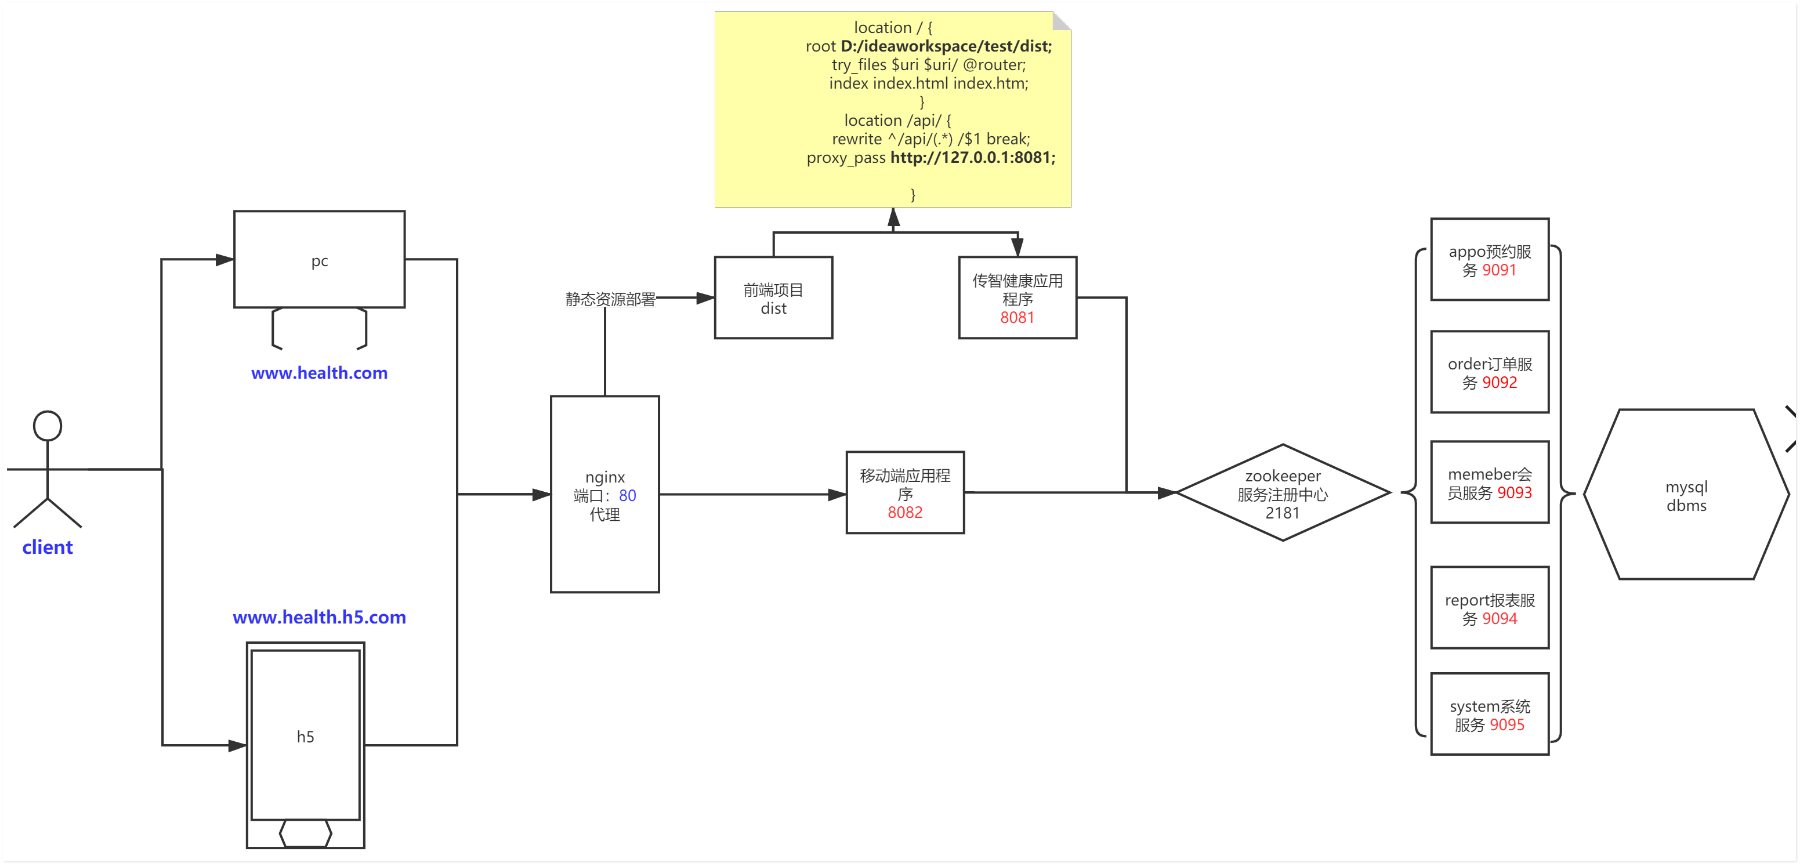 location / {
root D:/ideaworkspace/test/dist;
try_files $uri $uri/ @router;
index index.html index.htm;
}
location /api/ {
rewrite ^/api/(.*) /$1 break;
proxy_pass http://127.0.0.1:8081;
}
pc
www.health.com
client
www.health.h5.com
h5
静态资源部署
nginx
端口：80
代理
前端项目
dist
传智健康应用
程序
8081
移动端应用程
序
8082
zookeeper
服务注册中心
2181
appo预约服
务 9091
order订单服
务 9092
memeber会
员服务 9093
report报表服
务 9094
system系统
服务 9095
mysql
dbms